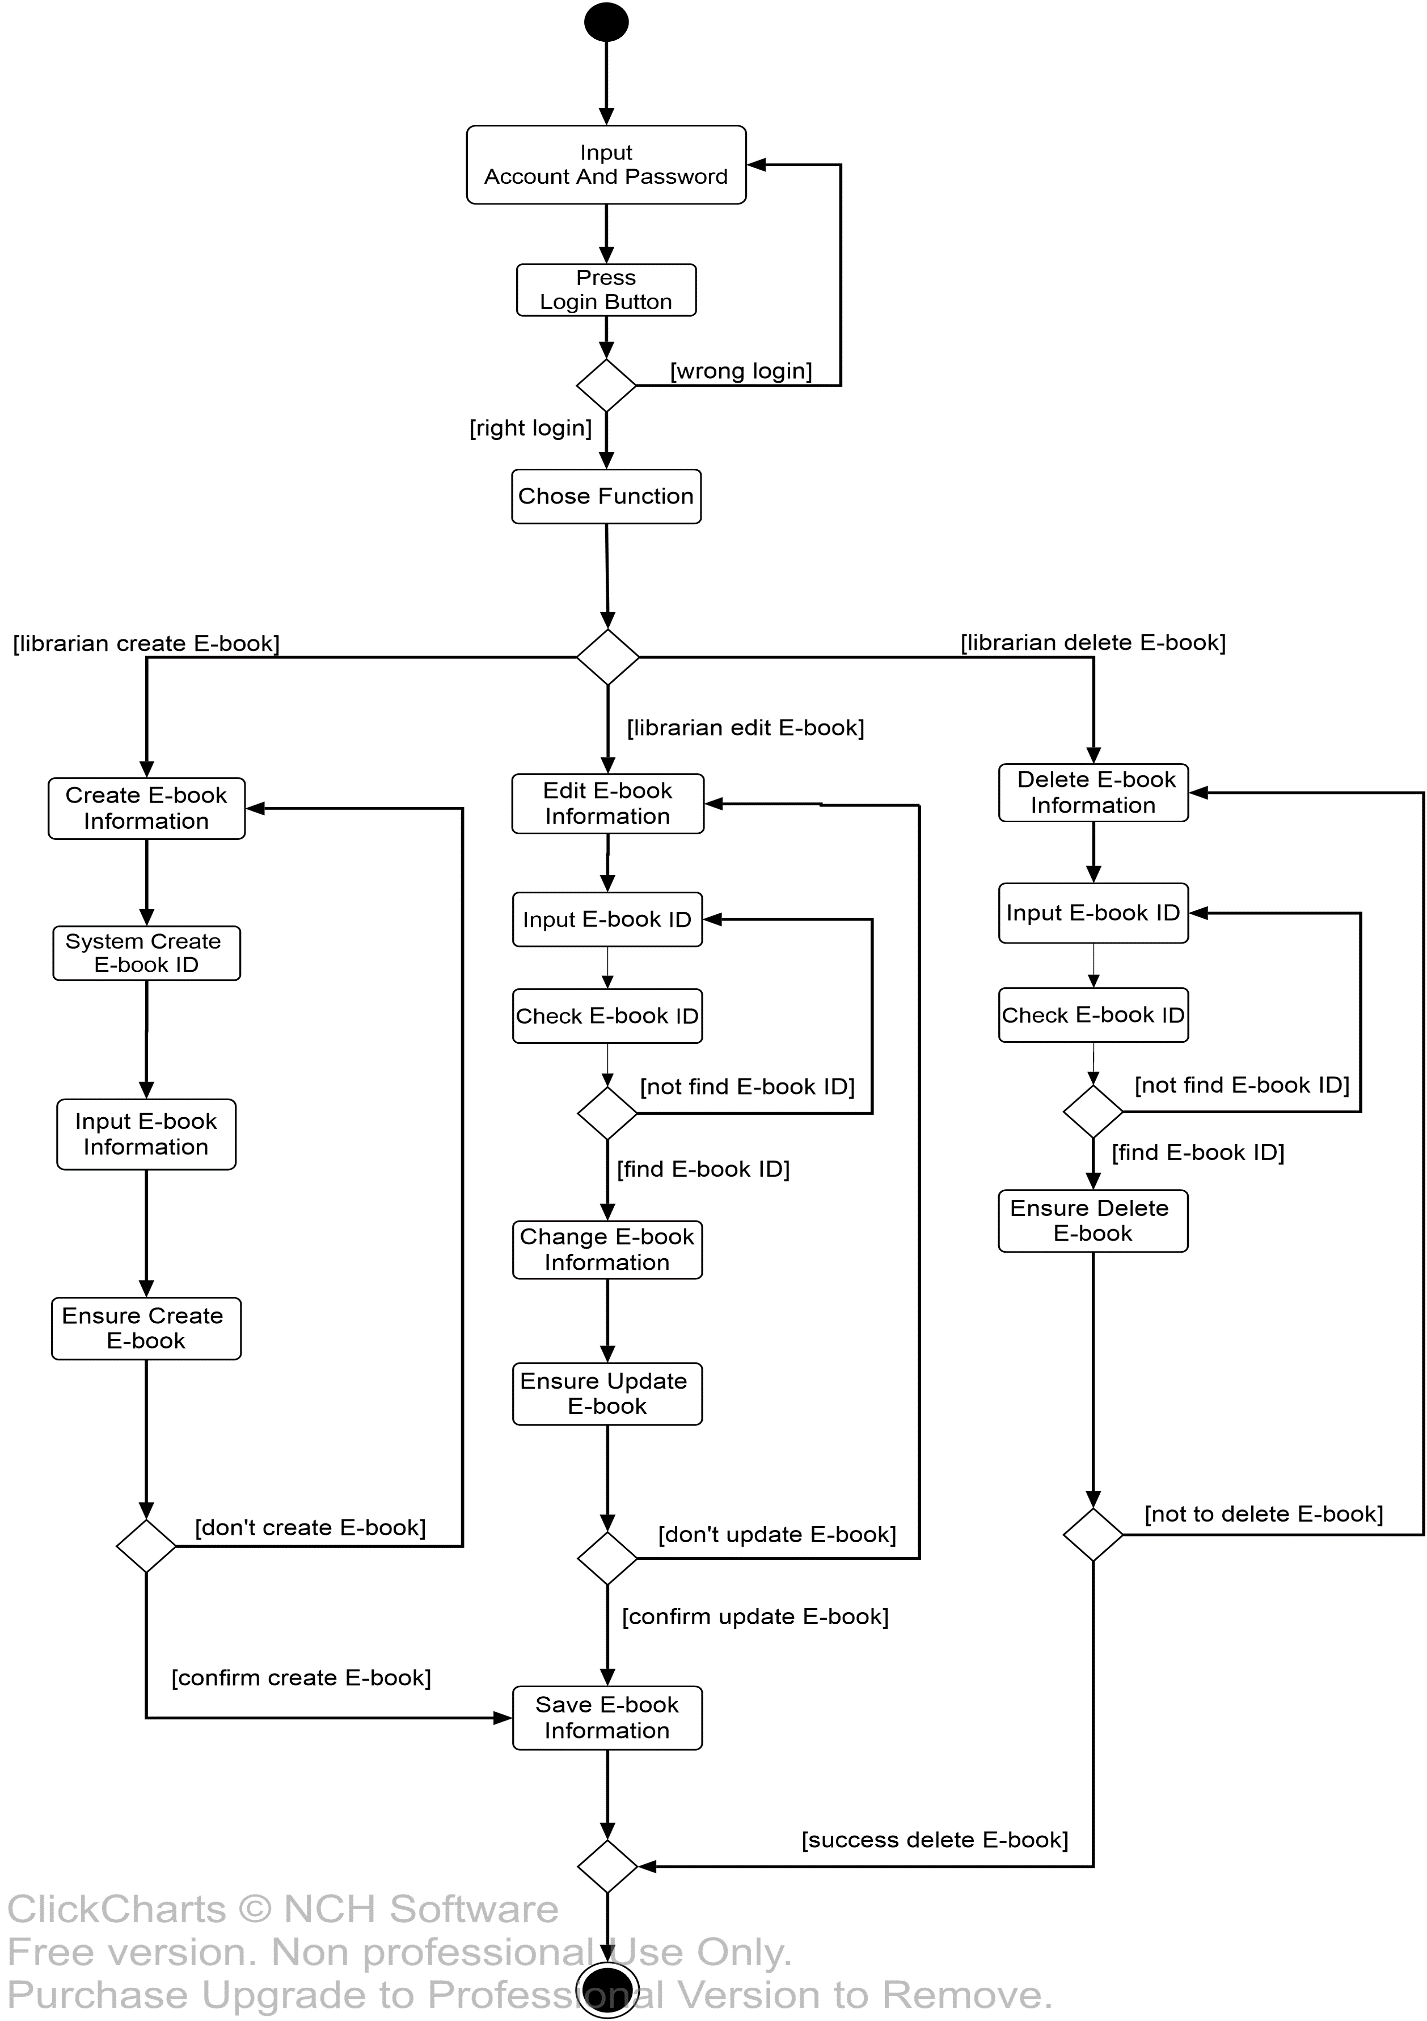 Input
Account And Password
Press
Login Button
[wrong login]
[right login]
Chose Function
[librarian create E-book]
[librarian delete E-book]
[librarian edit E-book]
Create E-book
Information
System Create
E-book ID
Input E-book
Information
Ensure Create
E-book
[don't create E-book]
[confirm create E-book]
Edit E-book
Information
Input E-book ID
Check E-book ID
[not find E-book ID]
[find E-book ID]
Change E-book
Information
Ensure Update
E-book
[don't update E-book]
[confirm update E-book]
Save E-book
Information
Delete E-book
Information
Input E-book ID
Check E-book ID
[not find E-book ID]
[find E-book ID]
Ensure Delete
E-book
[not to delete E-book]
[success delete E-book]
ClickCharts © NCH Software
Free version. Non professional Use Only.
Purchase Upgrade to Professional Version to Remove.